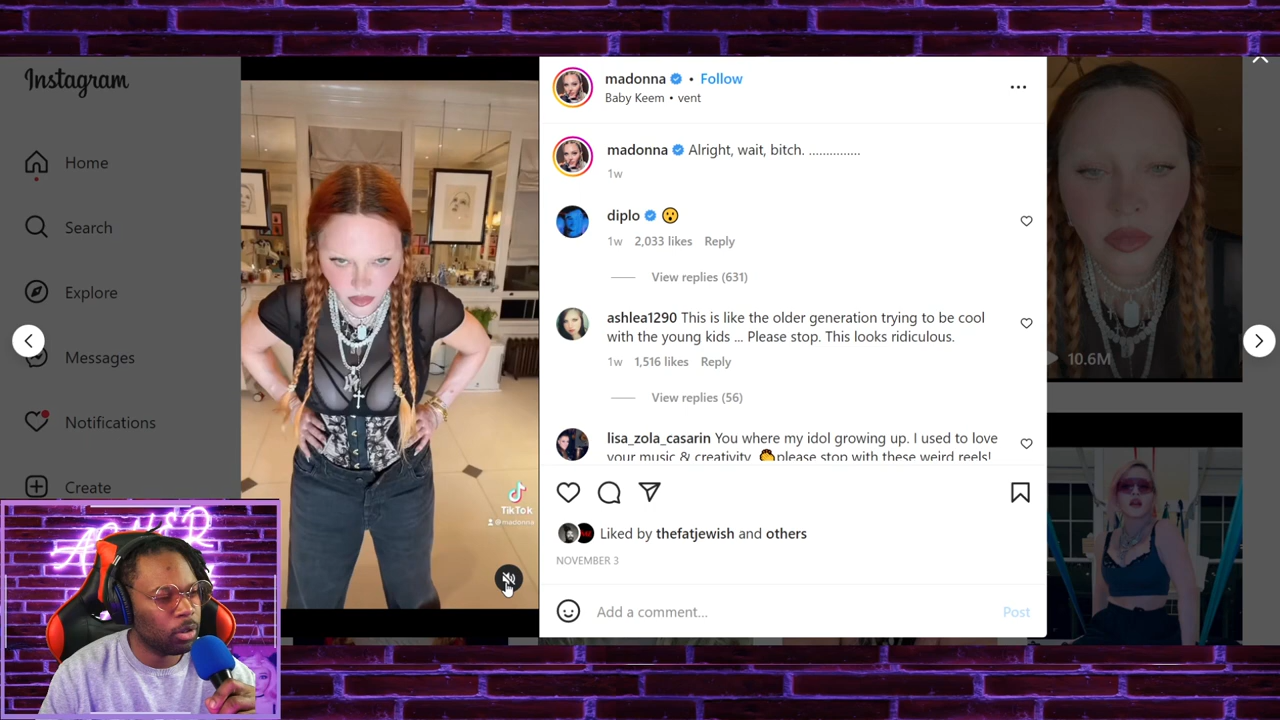 Instagram
Home
Search
Explore
Messages
Notifications
Create
TikTok
@madonna
madonna • Follow
Baby Keem • vent
madonna Alright, wait, bitch. ...............
1w
diplo 😮
1w 2,033 likes Reply
View replies (631)
ashlea1290 This is like the older generation trying to be cool
with the young kids ... Please stop. This looks ridiculous.
1w 1,516 likes Reply
View replies (56)
lisa_zola_casarin You where my idol growing up. I used to love
your music & creativity. please stop with these weird reels!
Liked by thefatjewish and others
NOVEMBER 3
Add a comment...
Post
10.6M